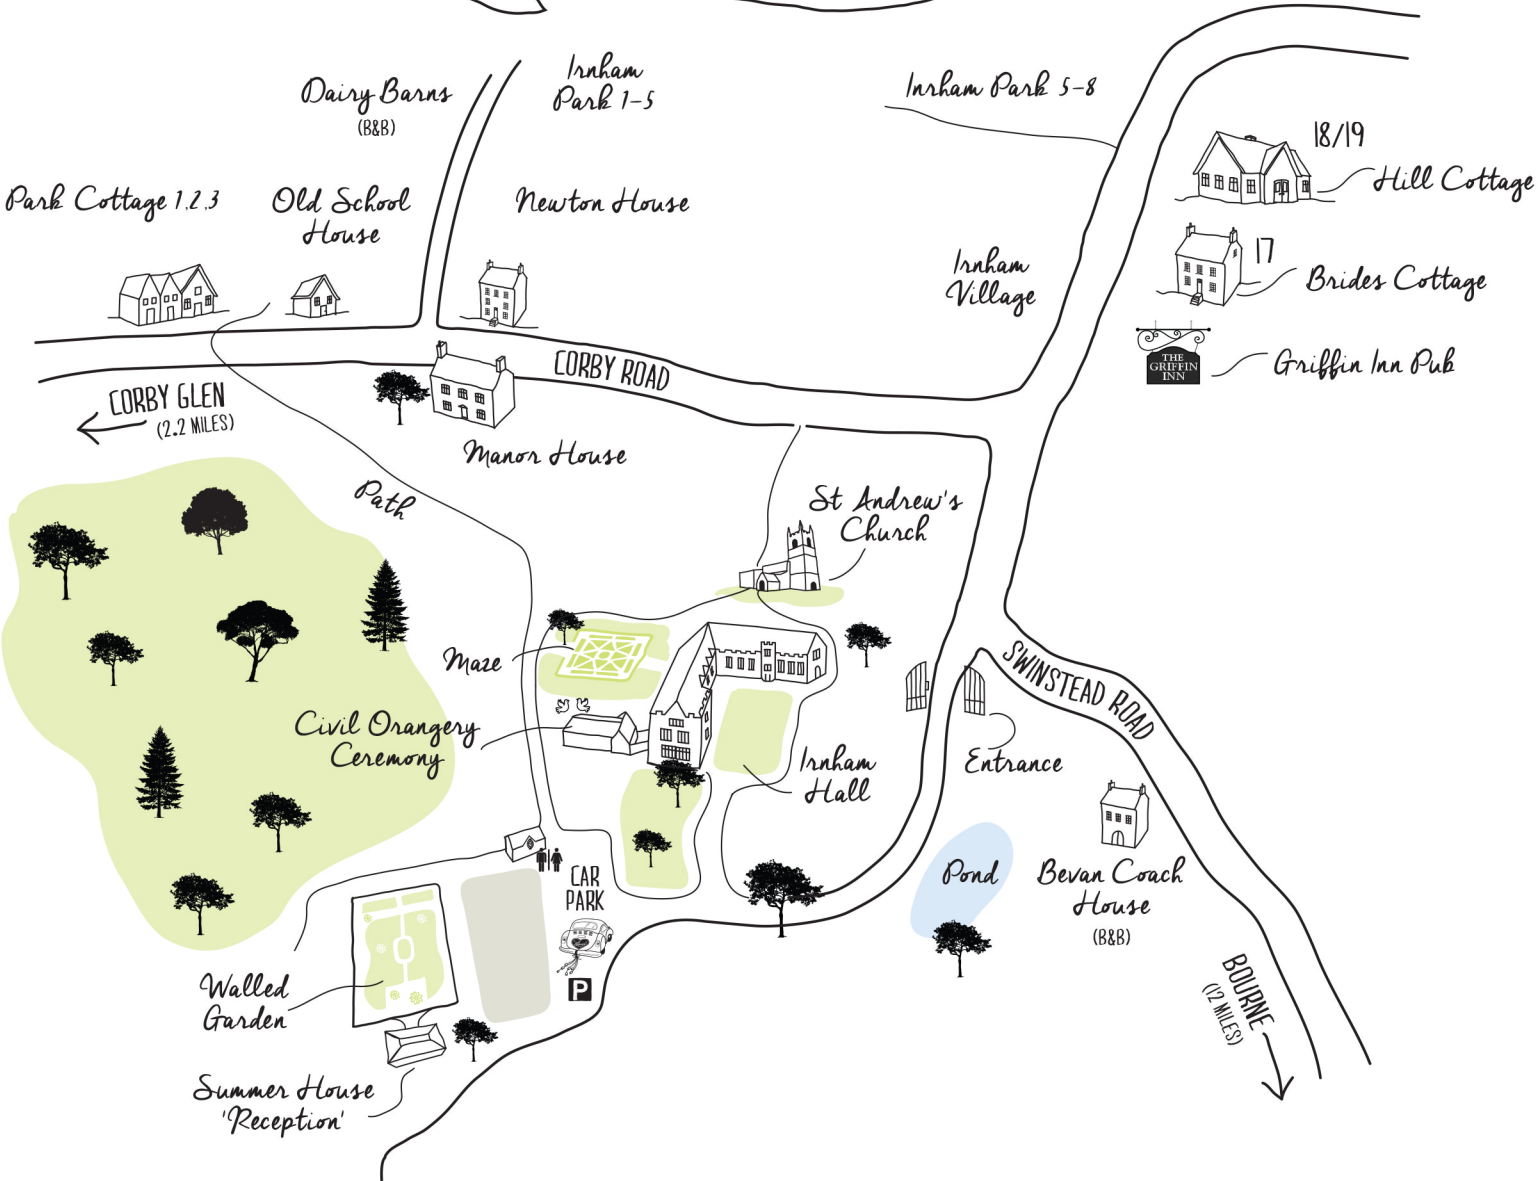 Irnham
Park 1-5
Dairy Barns
(B&B)
Inrham Park 5-8
18/19
Hill Cottage
Park Cottage 1,2,3
Old School
House
Newton House
17
Brides Cottage
Irnham
Village
THE
GRIFFIN
INN
Griffin Inn Pub
CORBY ROAD
CORBY GLEN
(2.2 MILES)
Manor House
Path
St Andrew's
Church
Maze
SWINSTEAD ROAD
Civil Orangery
Ceremony
Irnham
Hall
Entrance
CAR
PARK
Pond
Bevan Coach
House
(B&B)
P
Walled
Garden
BOURNE
(12 MILES)
Summer House
'Reception'